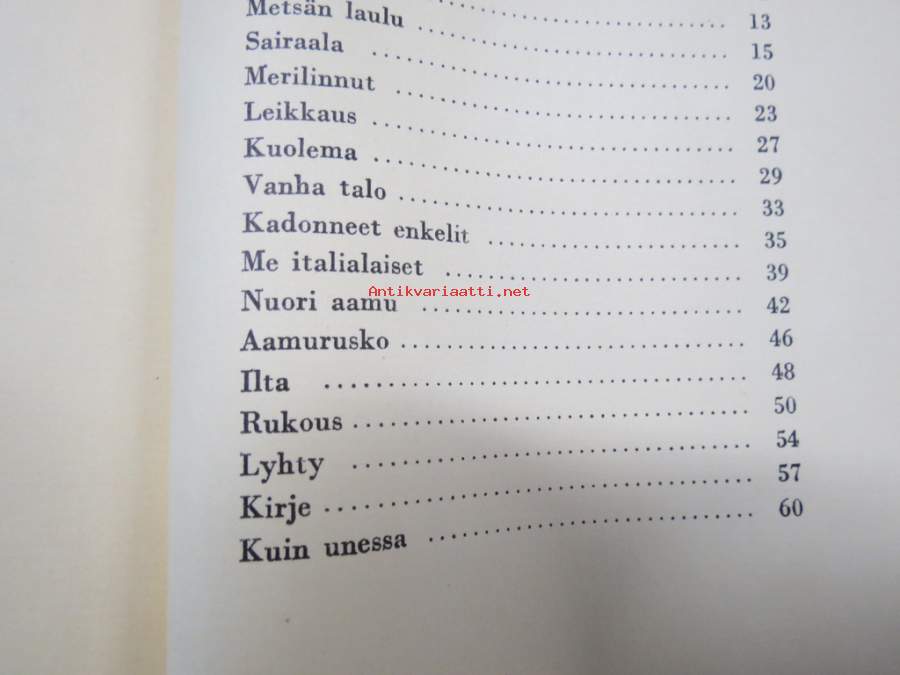 13
Metsän laulu ........ 15
Sairaala ........ 20
Merilinnut ........ 23
Leikkaus ........ 27
Kuolema ........ 29
Vanha talo ........ 33
Kadonneet enkelit ........ 35
Me italialaiset ........ 39
Antikvariaatti.net
Nuori aamu ........ 42
Aamurusko ........ 46
Ilta ........ 48
Rukous ........ 50
Lyhty ........ 54
Kirje ........ 57
Kuin unessa ........ 60